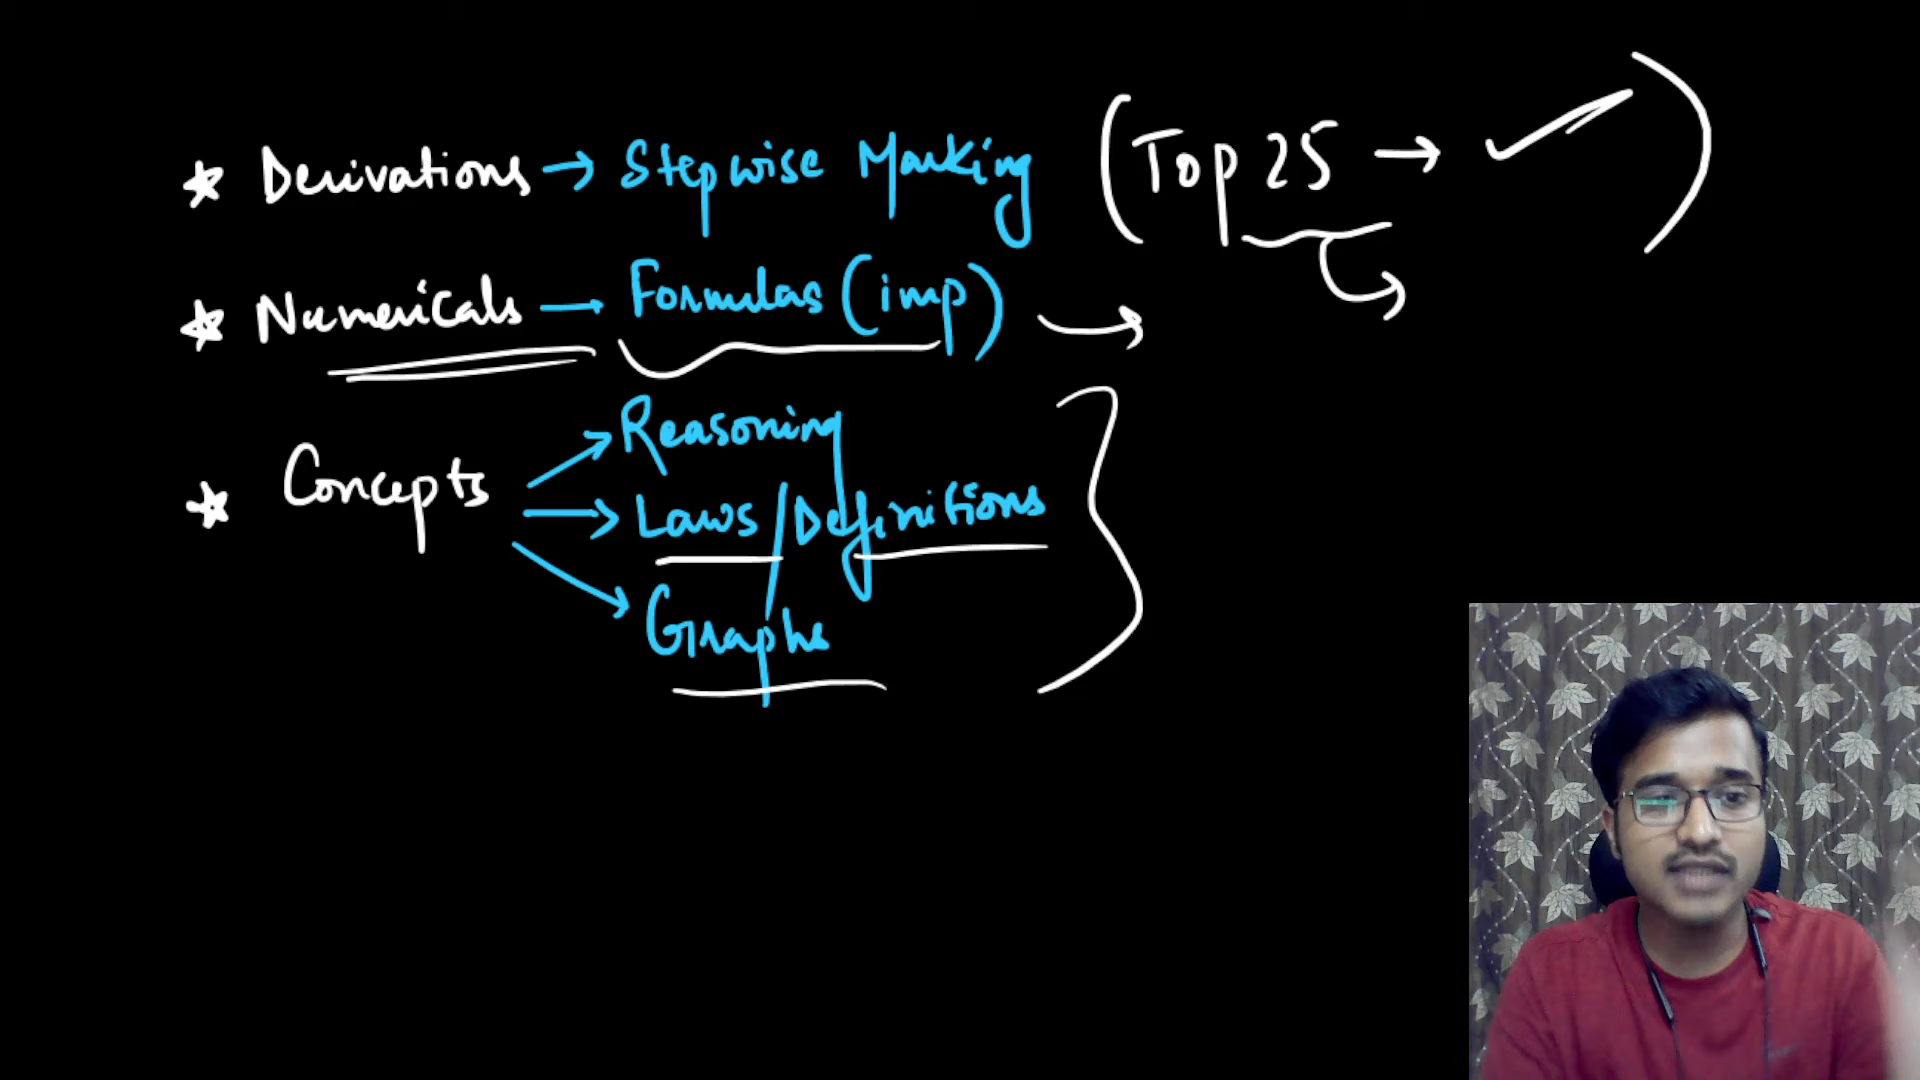 ★ Derivations → Stepwise Marking (Top 25 → ✓)
★ Numericals → Formulas (imp) →
Reasoning
★ Concepts → Laws / Definitions
Graphs